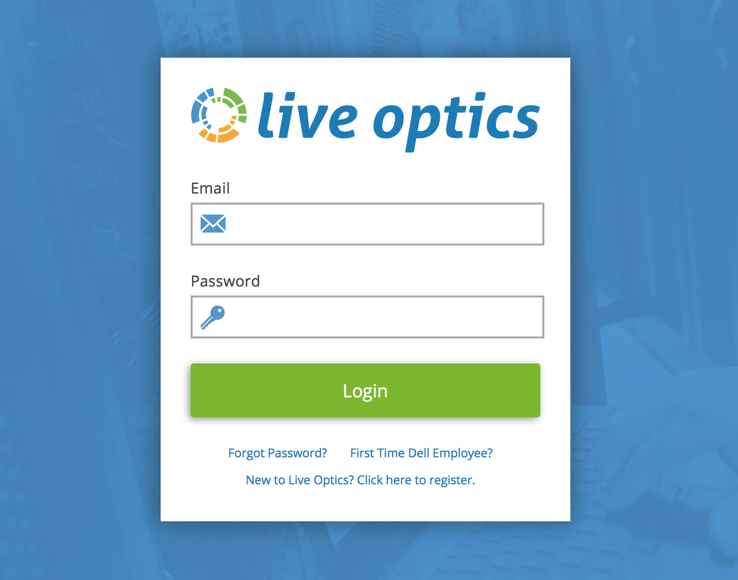 live optics
Email
Password
Login
Forgot Password? First Time Dell Employee?
New to Live Optics? Click here to register.